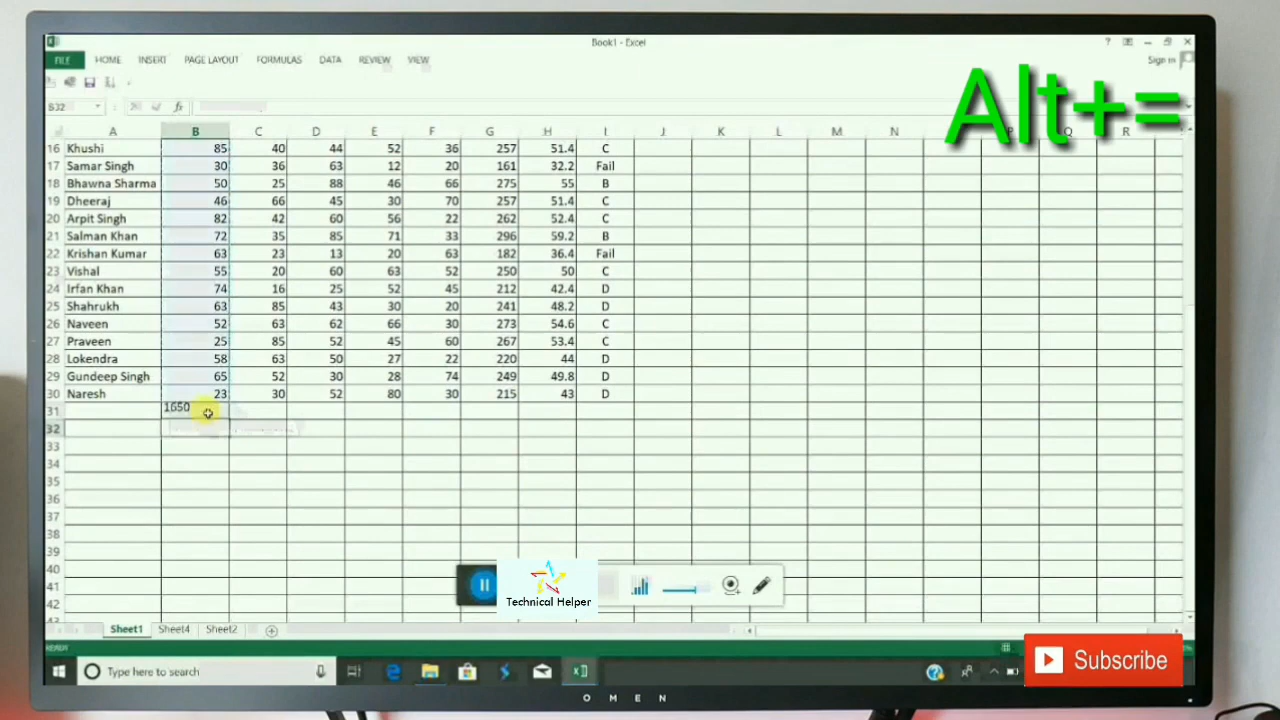 Book1 - Excel
Alt+=
FILE HOME INSERT PAGE LAYOUT FORMULAS DATA REVIEW VIEW
Sign in
A B C D E F G H I J K L M N P Q R
16 Khushi 85 40 44 52 36 257 51.4 C
17 Samar Singh 30 36 63 12 20 161 32.2 Fail
18 Bhawna Sharma 50 25 88 46 66 275 55 B
19 Dheeraj 46 66 45 30 70 257 51.4 C
20 Arpit Singh 82 42 60 56 22 262 52.4 C
21 Salman Khan 72 35 85 71 33 296 59.2 B
22 Krishan Kumar 63 23 13 20 63 182 36.4 Fail
23 Vishal 55 20 60 63 52 250 50 C
24 Irfan Khan 74 16 25 52 45 212 42.4 D
25 Shahrukh 63 85 43 30 20 241 48.2 D
26 Naveen 52 63 62 66 30 273 54.6 C
27 Praveen 25 85 52 45 60 267 53.4 C
28 Lokendra 58 63 50 27 22 220 44 D
29 Gundeep Singh 65 52 30 28 74 249 49.8 D
30 Naresh 23 30 52 80 30 215 43 D
31 1650
32
33
34
35
36
37
38
39
40
41
42
Technical Helper
Sheet1 Sheet4 Sheet2
Subscribe
Type here to search
OMEN